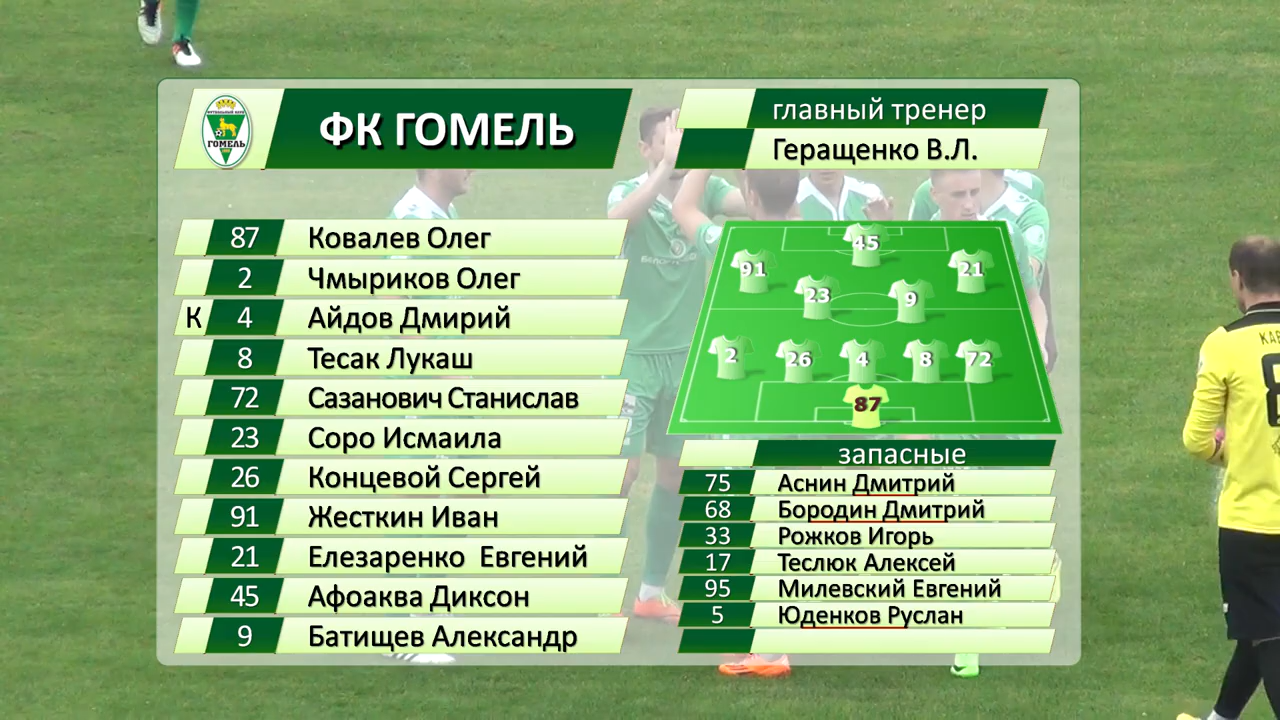 ФУТБОЛЬНЫЙ КЛУБ
ГОМЕЛЬ
ФК ГОМЕЛЬ
главный тренер
Геращенко В.Л.
87 Ковалев Олег
2 Чмыриков Олег
К 4 Айдов Дмирий
8 Тесак Лукаш
72 Сазанович Станислав
23 Соро Исмаила
26 Концевой Сергей
91 Жесткин Иван
21 Елезаренко Евгений
45 Афоаква Диксон
9 Батищев Александр
45
91 21
23 9
2 26 4 8 72
87
запасные
75 Аснин Дмитрий
68 Бородин Дмитрий
33 Рожков Игорь
17 Теслюк Алексей
95 Милевский Евгений
5 Юденков Руслан